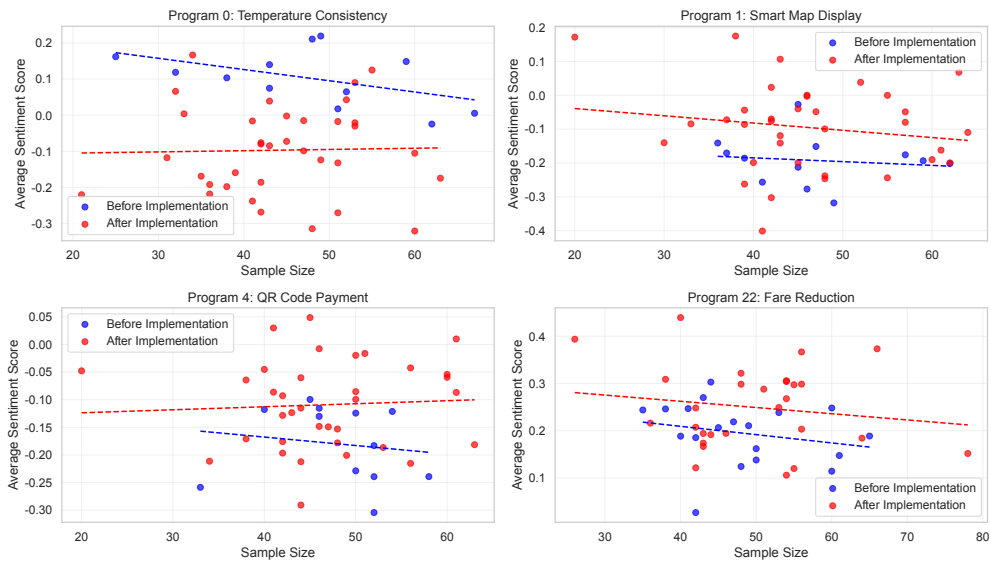 Program 0: Temperature Consistency
Average Sentiment Score
0.2
0.1
0.0
-0.1
-0.2
-0.3
Before Implementation
After Implementation
20 30 40 50 60
Sample Size
Program 1: Smart Map Display
Average Sentiment Score
0.2
0.1
0.0
-0.1
-0.2
-0.3
-0.4
Before Implementation
After Implementation
20 30 40 50 60
Sample Size
Program 4: QR Code Payment
Average Sentiment Score
0.05
0.00
-0.05
-0.10
-0.15
-0.20
-0.25
-0.30
Before Implementation
After Implementation
20 30 40 50 60
Sample Size
Program 22: Fare Reduction
Average Sentiment Score
0.4
0.3
0.2
0.1
Before Implementation
After Implementation
30 40 50 60 70 80
Sample Size